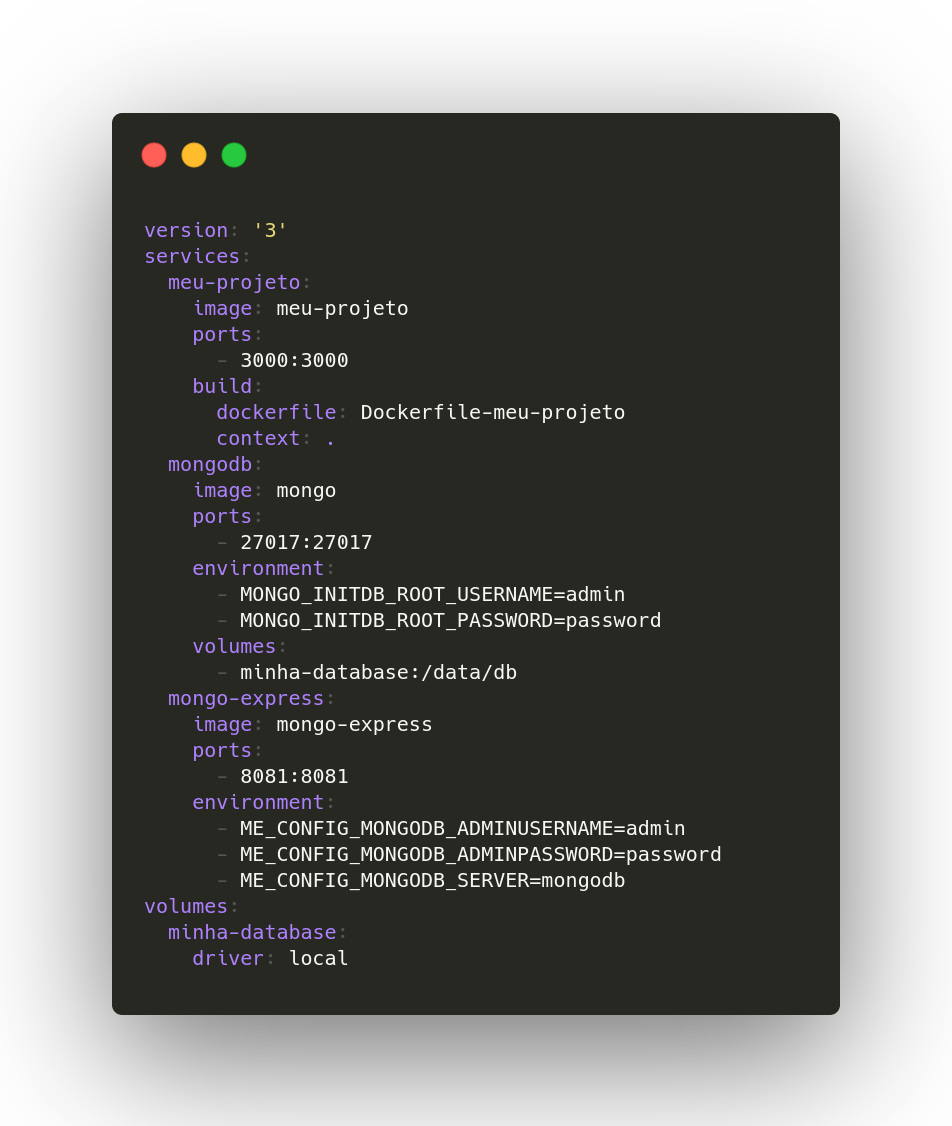 version: '3'
services:
  meu-projeto:
    image: meu-projeto
    ports:
      - 3000:3000
    build:
      dockerfile: Dockerfile-meu-projeto
      context: .
  mongodb:
    image: mongo
    ports:
      - 27017:27017
    environment:
      - MONGO_INITDB_ROOT_USERNAME=admin
      - MONGO_INITDB_ROOT_PASSWORD=password
    volumes:
      - minha-database:/data/db
  mongo-express:
    image: mongo-express
    ports:
      - 8081:8081
    environment:
      - ME_CONFIG_MONGODB_ADMINUSERNAME=admin
      - ME_CONFIG_MONGODB_ADMINPASSWORD=password
      - ME_CONFIG_MONGODB_SERVER=mongodb
volumes:
  minha-database:
    driver: local